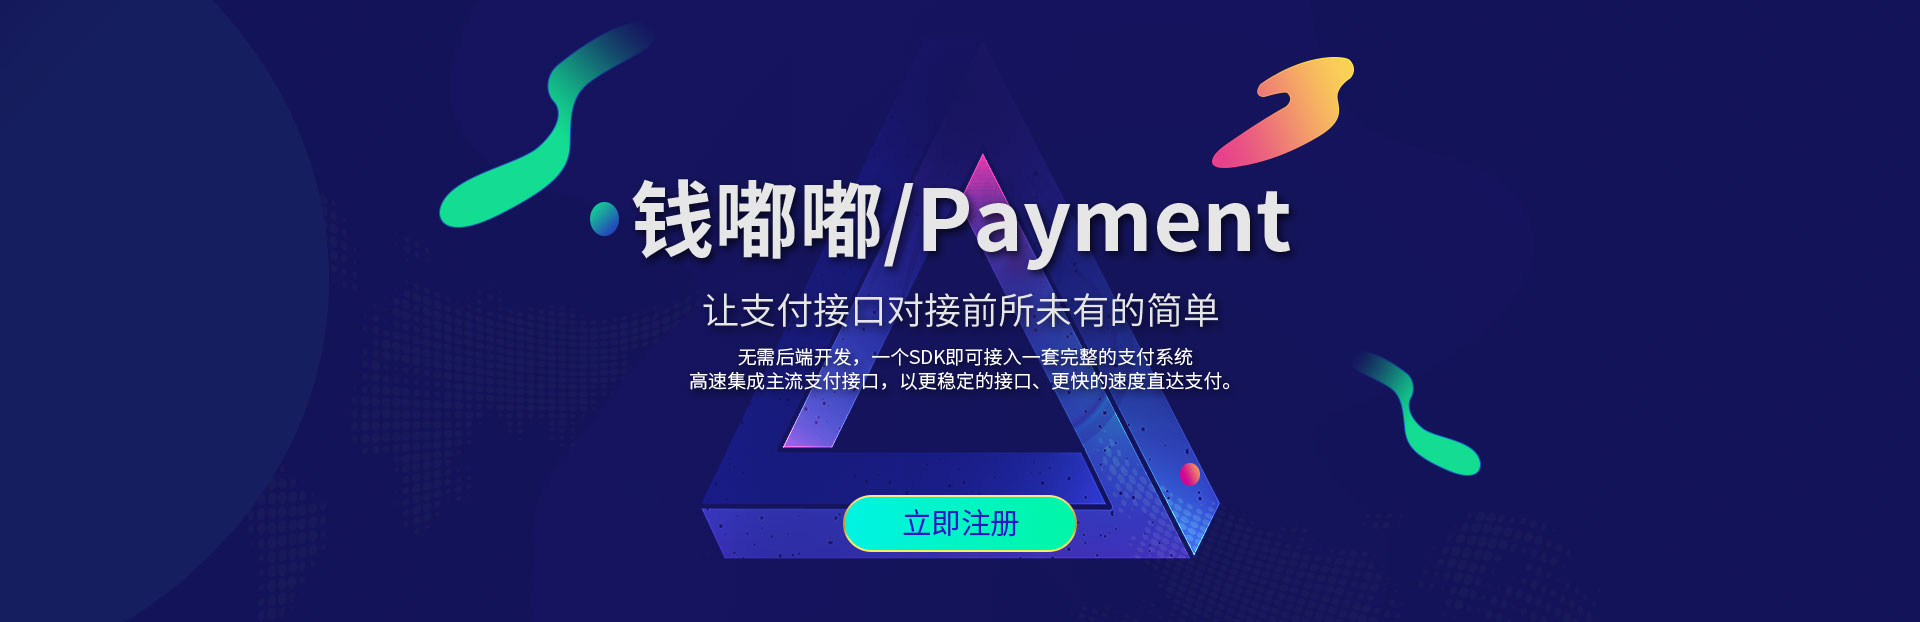 钱嘟嘟/Payment
让支付接口对接前所未有的简单
无需后端开发，一个SDK即可接入一套完整的支付系统
高速集成主流支付接口，以更稳定的接口、更快的速度直达支付。
立即注册